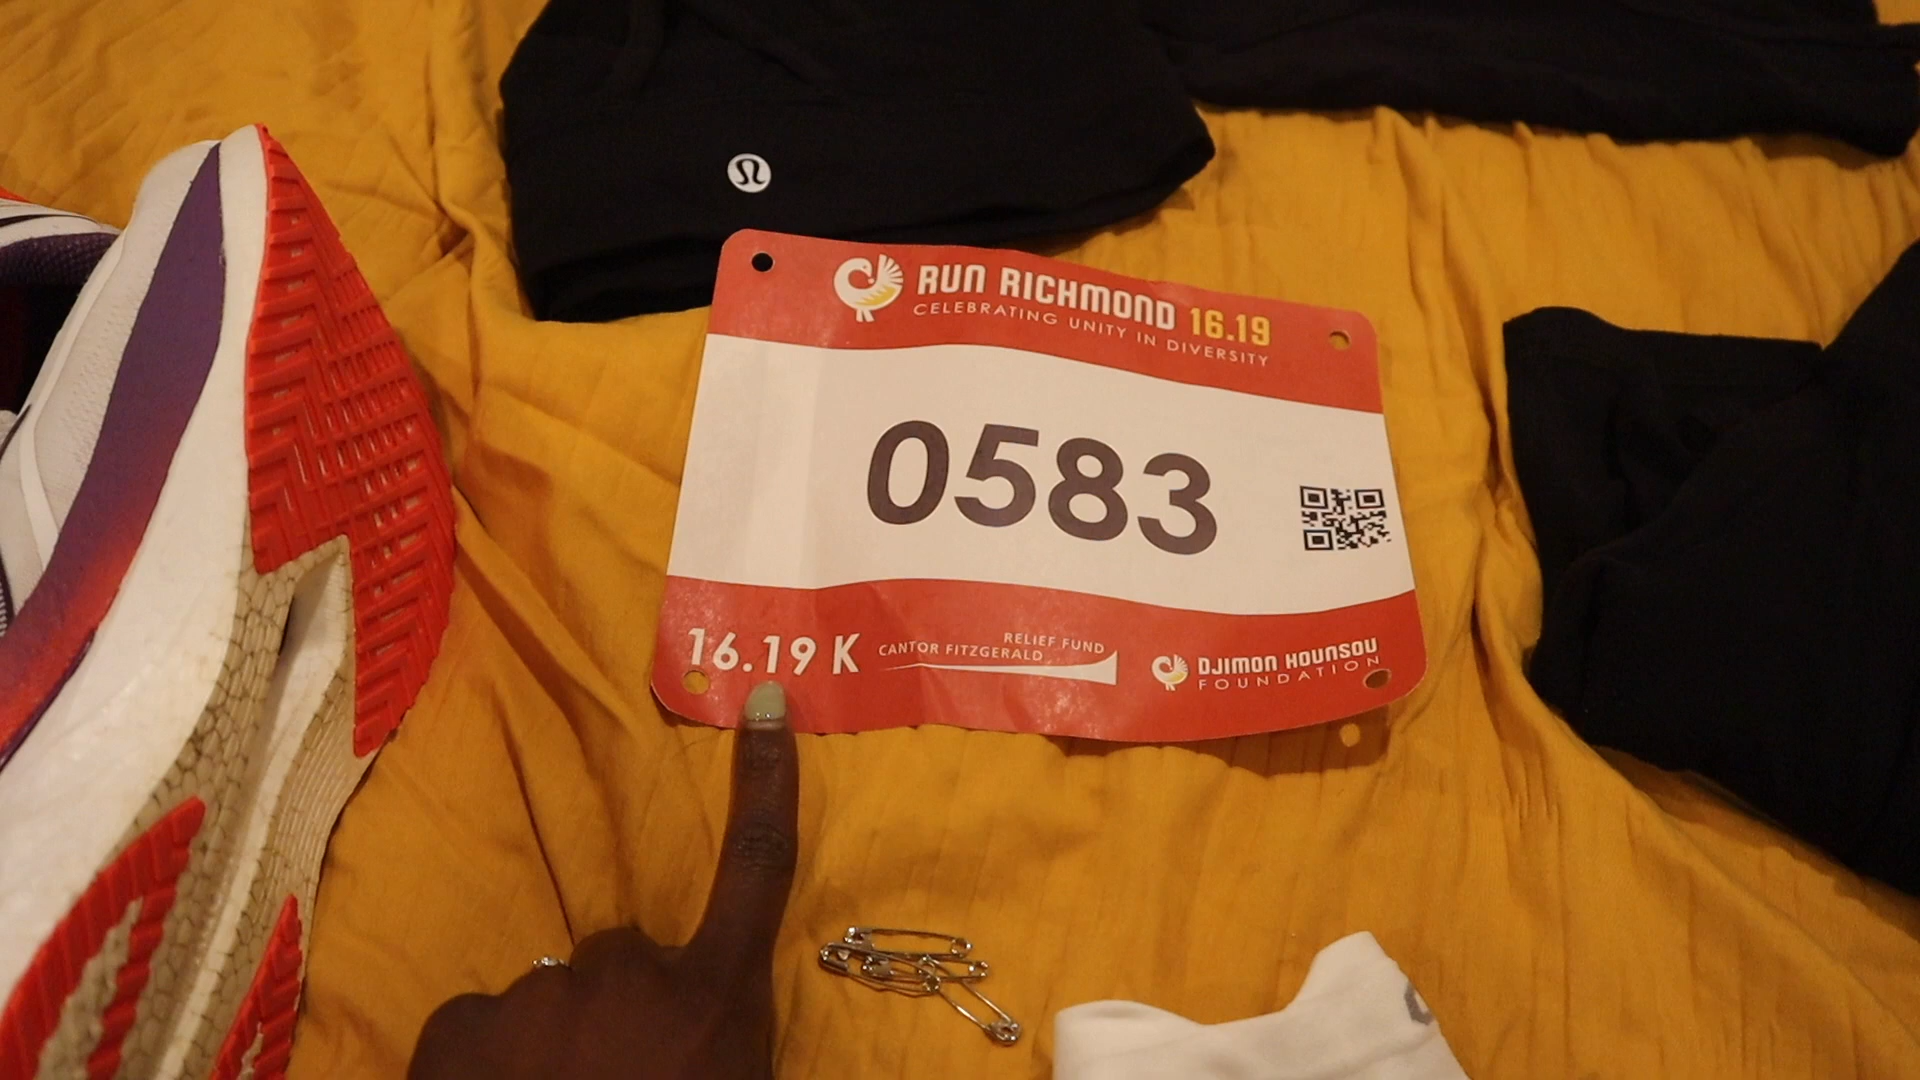 RUN RICHMOND 16.19
CELEBRATING UNITY IN DIVERSITY
0583
16.19 K
RELIEF FUND
CANTOR FITZGERALD
DJIMON HOUNSOU
FOUNDATION